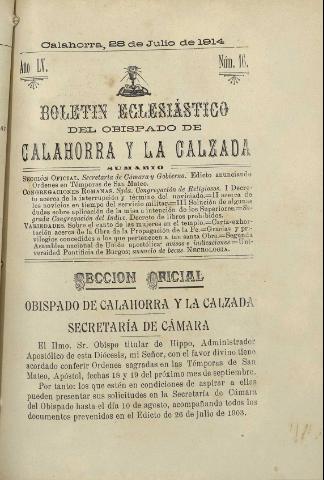 Calahorra, 28 de Julio de 1914
Año LV.
Núm. 16.
BOLETIN ECLESIÁSTICO
DEL OBISPADO DE
CALAHORRA Y LA CALZADA
SUMARIO
SECCIÓN OFICIAL. Secretaría de Cámara y Gobierno. Edicto anunciando
Ordenes en Témporas de San Mateo.
CONGREGACIONES ROMANAS. Sgda. Congregación de Religiosos. I Decre-
to acerca de la interrupción y término del noviciado.—II acerca de
los novicios en tiempo del servicio militar.—III Solución de algunas
dudas sobre aplicación de la misa a intención de los Superiores.—Sa-
grada Congregación del Indice. Decreto de libros prohibidos.
VARIEDADES. Sobre el canto de las mujeres en el templo.—Carta-exhor-
tación acerca de la Obra de la Propagación de la Fe.—Gracias y pri-
vilegios concedidos a los que pertenecen a tan santa Obra.—Segunda
Asamblea nacional de Unión apostólica: avisos e indicaciones.—Uni-
versidad Pontificia de Burgos; anuncio de becas. NECROLOGIA.
SECCION OFICIAL
OBISPADO DE CALAHORRA Y LA CALZADA
SECRETARÍA DE CÁMARA
El Ilmo. Sr. Obispo titular de Hippo, Administrador
Apostólico de esta Diócesis, mi Señor, con el favor divino tiene
acordado conferir Ordenes sagradas en las Témporas de San
Mateo, Apóstol, fechas 18 y 19 del próximo mes de septiembre.
Por tanto: los que estén en condiciones de aspirar a ellas
pueden presentar sus solicitudes en la Secretaría de Cámara
del Obispado hasta el día 10 de agosto, acompañando todos los
documentos prevenidos en el Edicto de 26 de julio de 1903.